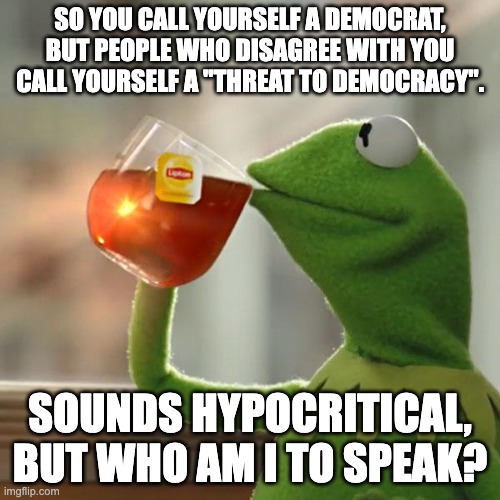 SO YOU CALL YOURSELF A DEMOCRAT,
BUT PEOPLE WHO DISAGREE WITH YOU
CALL YOURSELF A "THREAT TO DEMOCRACY".
Lipton
SOUNDS HYPOCRITICAL,
BUT WHO AM I TO SPEAK?
imgflip.com